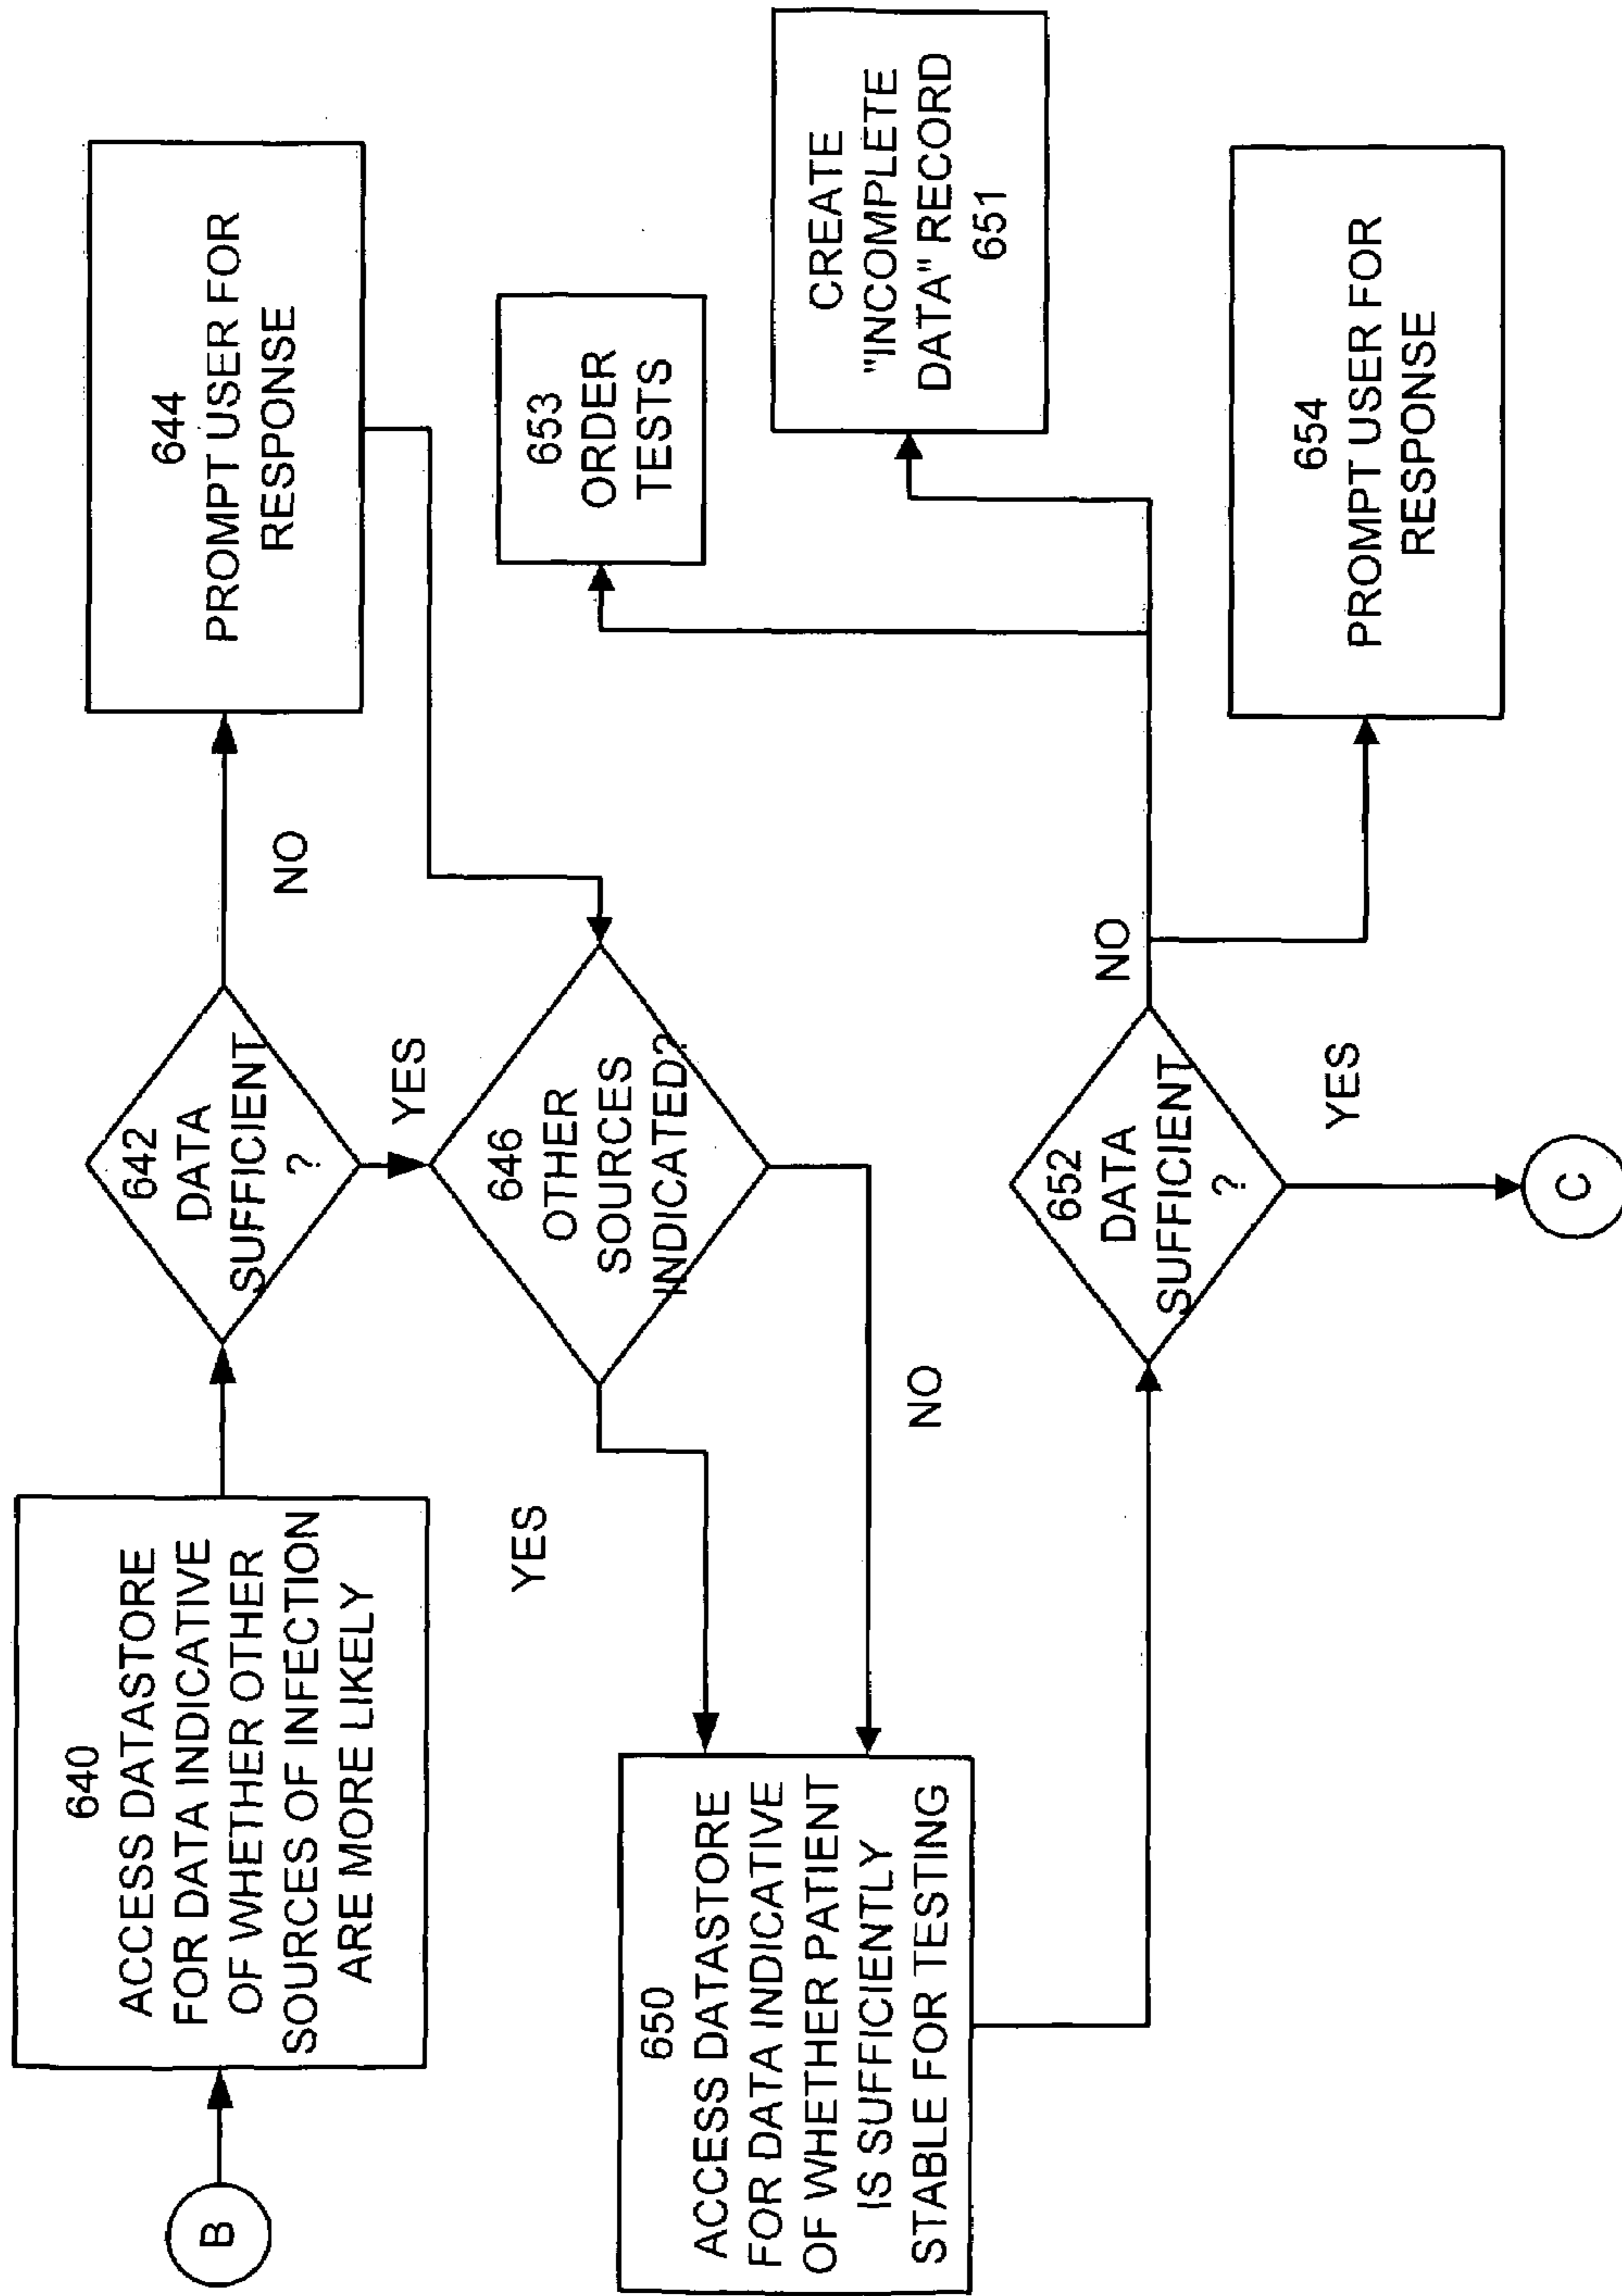 B
640
ACCESS DATASTORE
FOR DATA INDICATIVE
OF WHETHER OTHER
SOURCES OF INFECTION
ARE MORE LIKELY
642
DATA
SUFFICIENT
?
NO
644
PROMPT USER FOR
RESPONSE
YES
646
OTHER
SOURCES
INDICATED?
YES
NO
650
ACCESS DATASTORE
FOR DATA INDICATIVE
OF WHETHER PATIENT
IS SUFFICIENTLY
STABLE FOR TESTING
652
DATA
SUFFICIENT
?
NO
653
ORDER
TESTS
CREATE
"INCOMPLETE
DATA" RECORD
651
654
PROMPT USER FOR
RESPONSE
YES
C